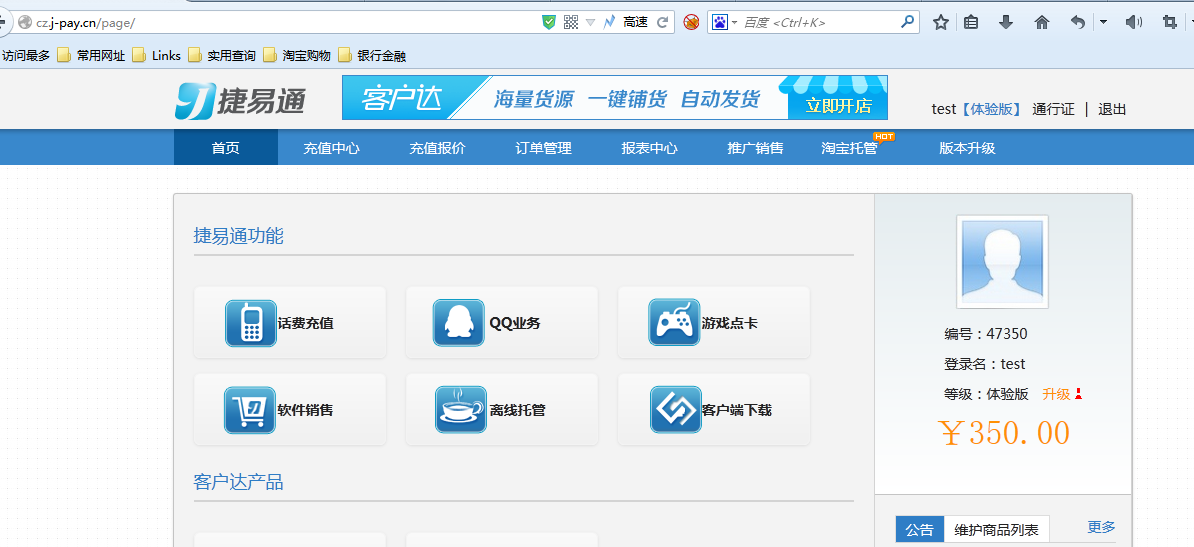 cz.j-pay.cn/page/
高速
百度 <Ctrl+K>
访问最多 常用网址 Links 实用查询 淘宝购物 银行金融
捷易通
客户达 海量货源 一键铺货 自动发货 立即开店
test【体验版】 通行证 | 退出
HOT
首页 充值中心 充值报价 订单管理 报表中心 推广销售 淘宝托管 版本升级
捷易通功能
话费充值 QQ业务 游戏点卡
软件销售 离线托管 客户端下载
客户达产品
编号：47350
登录名：test
等级：体验版 升级
￥350.00
公告 维护商品列表 更多